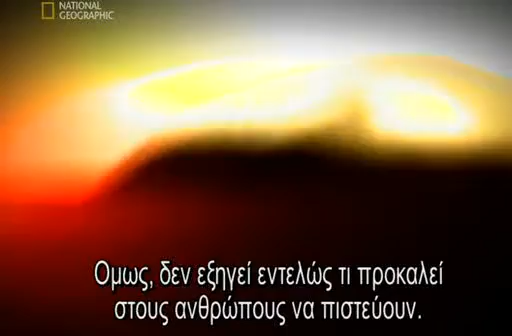 NATIONAL
GEOGRAPHIC
Ομως, δεν εξηγεί εντελώς τι προκαλεί
στους ανθρώπους να πιστεύουν.